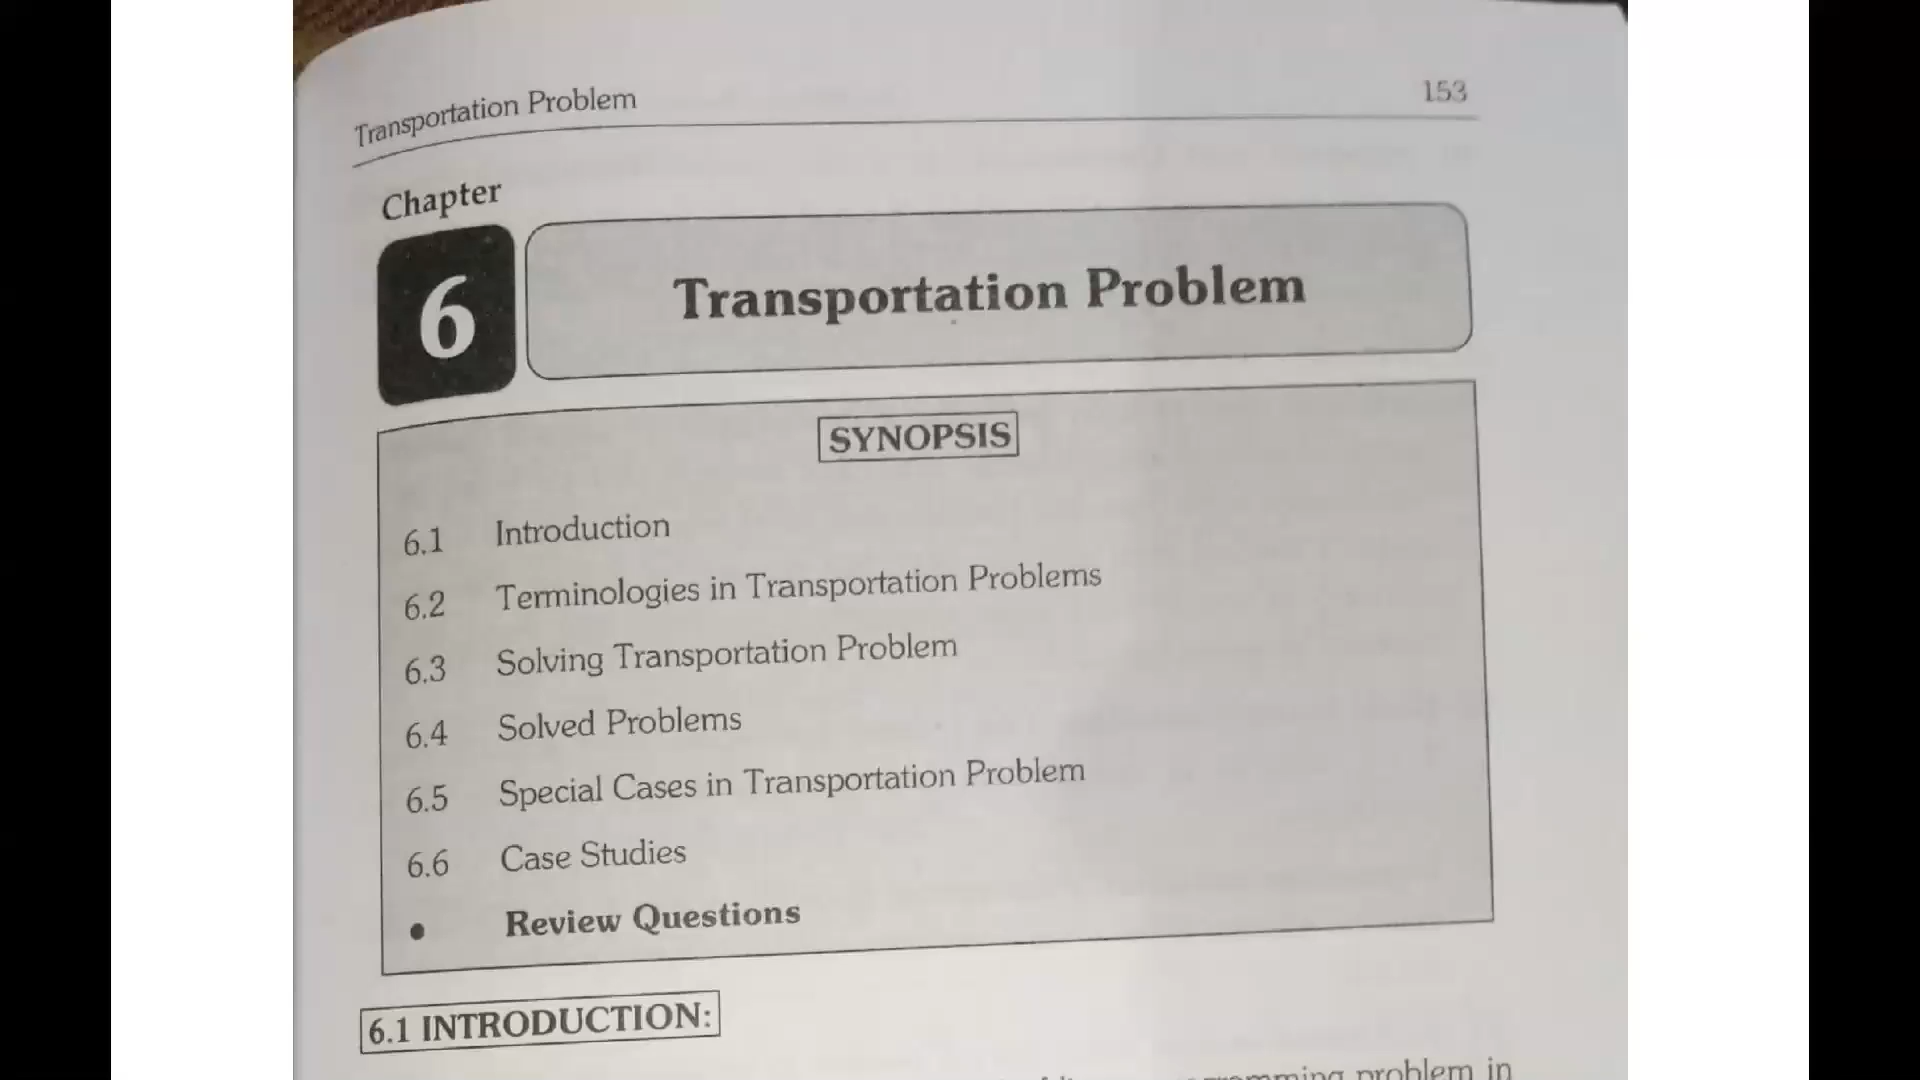 Transportation Problem 153
Chapter
6 Transportation Problem
SYNOPSIS
6.1 Introduction
6.2 Terminologies in Transportation Problems
6.3 Solving Transportation Problem
6.4 Solved Problems
6.5 Special Cases in Transportation Problem
6.6 Case Studies
• Review Questions
6.1 INTRODUCTION:
problem in